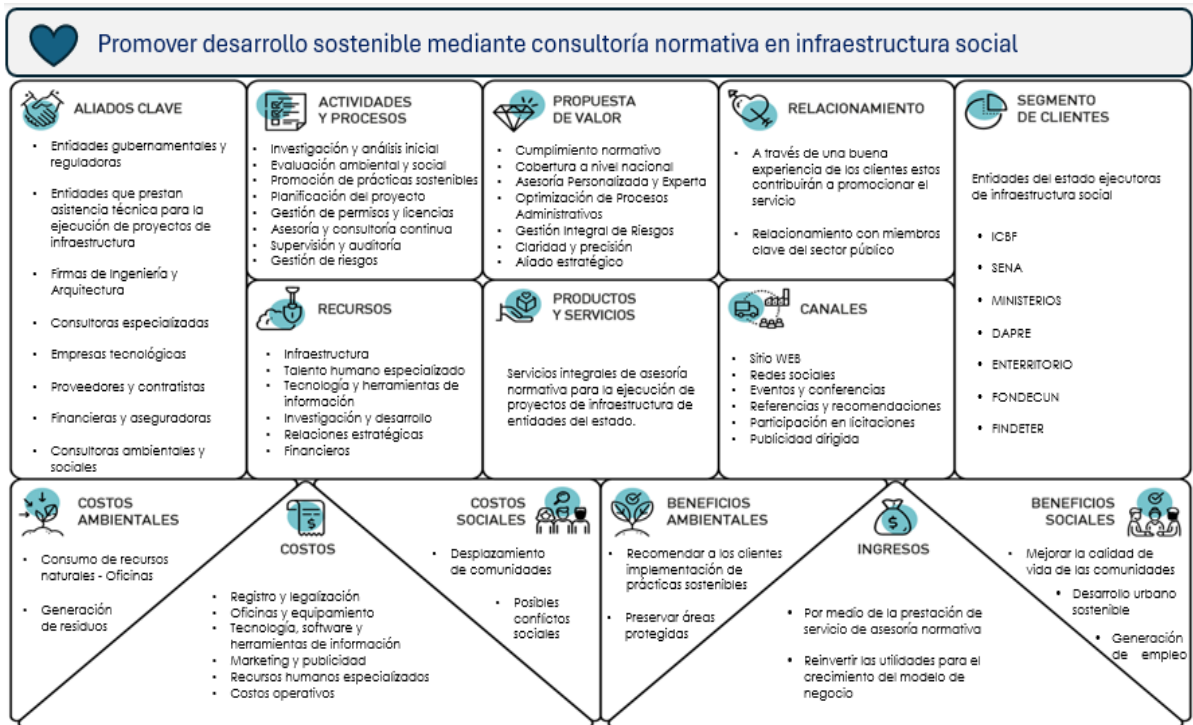 Promover desarrollo sostenible mediante consultoría normativa en infraestructura social
ALIADOS CLAVE
• Entidades gubernamentales y
reguladoras
• Entidades que prestan
asistencia técnica para la
ejecución de proyectos de
infraestructura
• Firmas de Ingeniería y
Arquitectura
• Consultoras especializadas
• Empresas tecnológicas
• Proveedores y contratistas
• Financieras y aseguradoras
• Consultoras ambientales y
sociales
ACTIVIDADES
Y PROCESOS
• Investigación y análisis inicial
• Evaluación ambiental y social
• Promoción de prácticas sostenibles
• Planificación del proyecto
• Gestión de permisos y licencias
• Asesoría y consultoría continua
• Supervisión y auditoría
• Gestión de riesgos
RECURSOS
• Infraestructura
• Talento humano especializado
• Tecnología y herramientas de
información
• Investigación y desarrollo
• Relaciones estratégicas
• Financieros
PROPUESTA
DE VALOR
• Cumplimiento normativo
• Cobertura a nivel nacional
• Asesoría Personalizada y Experta
• Optimización de Procesos
Administrativos
• Gestión Integral de Riesgos
• Claridad y precisión
• Aliado estratégico
PRODUCTOS
Y SERVICIOS
Servicios integrales de asesoría
normativa para la ejecución de
proyectos de infraestructura de
entidades del estado.
RELACIONAMIENTO
• A través de una buena
experiencia de los clientes estos
contribuirán a promocionar el
servicio
• Relacionamiento con miembros
clave del sector público
CANALES
• Sitio WEB
• Redes sociales
• Eventos y conferencias
• Referencias y recomendaciones
• Participación en licitaciones
• Publicidad dirigida
SEGMENTO
DE CLIENTES
Entidades del estado ejecutoras
de infraestructura social
• ICBF
• SENA
• MINISTERIOS
• DAPRE
• ENTERRITORIO
• FONDECUN
• FINDETER
COSTOS
AMBIENTALES
• Consumo de recursos
naturales - Oficinas
• Generación
de residuos
COSTOS
• Registro y legalización
• Oficinas y equipamiento
• Tecnología, software y
herramientas de información
• Marketing y publicidad
• Recursos humanos especializados
• Costos operativos
COSTOS
SOCIALES
• Desplazamiento
de comunidades
• Posibles
conflictos
sociales
BENEFICIOS
AMBIENTALES
• Recomendar a los clientes
implementación de
prácticas sostenibles
• Preservar áreas
protegidas
INGRESOS
• Por medio de la prestación de
servicio de asesoría normativa
• Reinvertir las utilidades para el
crecimiento del modelo de
negocio
BENEFICIOS
SOCIALES
• Mejorar la calidad de
vida de las comunidades
• Desarrollo urbano
sostenible
• Generación
de empleo